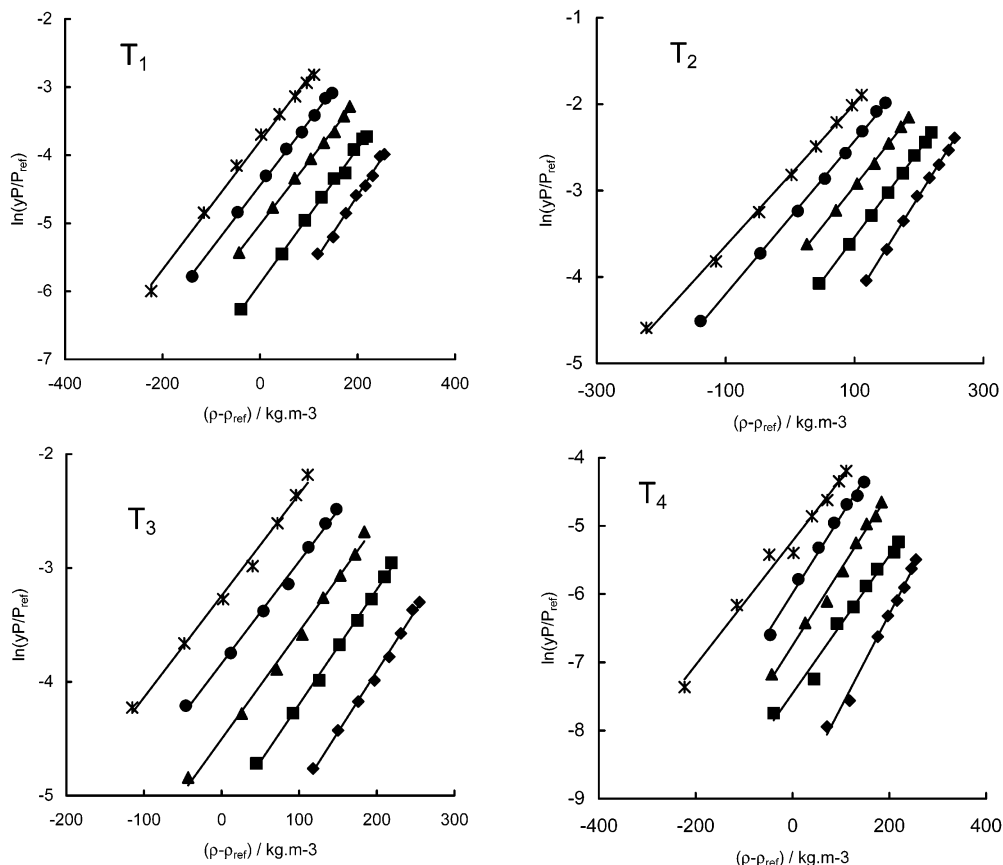 T1
ln(yP/Pref)
-2
-3
-4
-5
-6
-7
-400 -200 0 200 400
(ρ-ρref) / kg.m-3
T2
ln(yP/Pref)
-1
-2
-3
-4
-5
-300 -100 100 300
(ρ-ρref) / kg.m-3
T3
ln(yP/Pref)
-2
-3
-4
-5
-200 -100 0 100 200 300
(ρ-ρref) / kg.m-3
T4
ln(yP/Pref)
-4
-5
-6
-7
-8
-9
-400 -200 0 200 400
(ρ-ρref) / kg.m-3